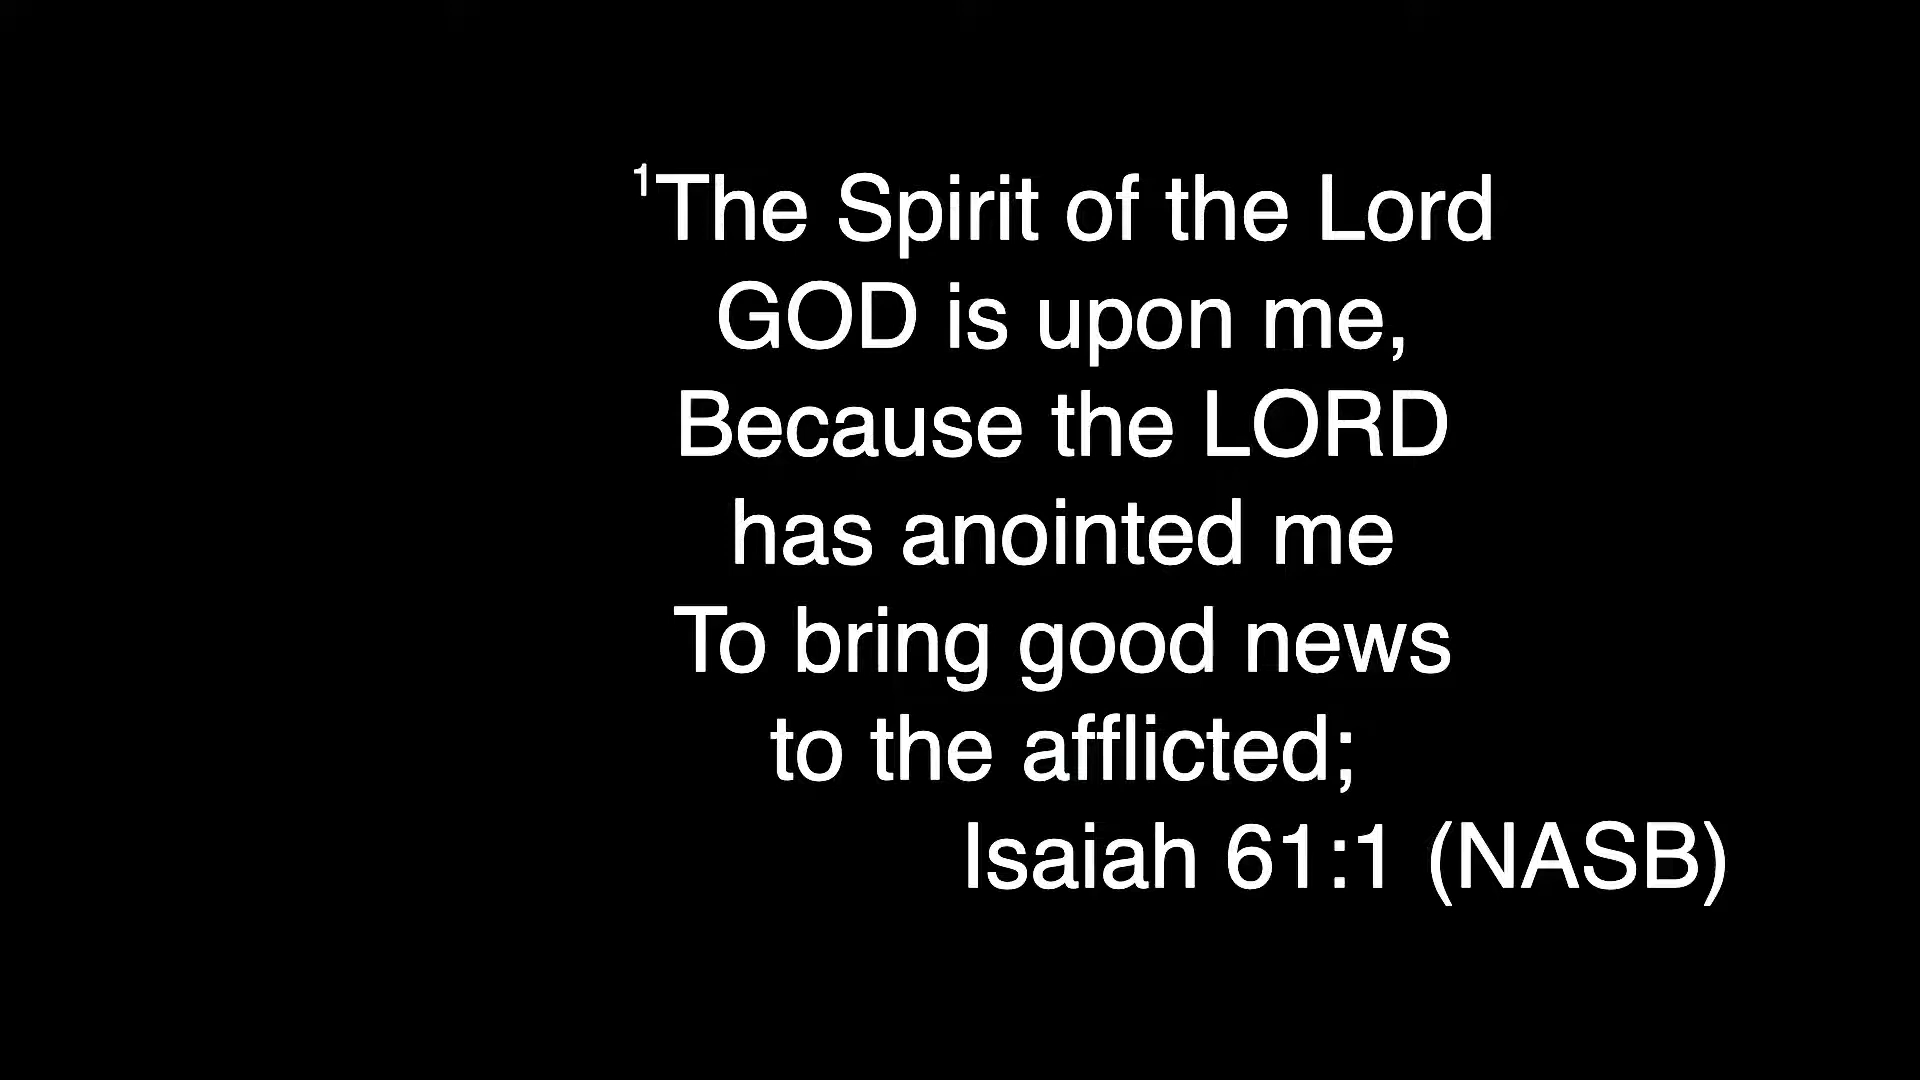 ¹The Spirit of the Lord
GOD is upon me,
Because the LORD
has anointed me
To bring good news
to the afflicted;
Isaiah 61:1 (NASB)